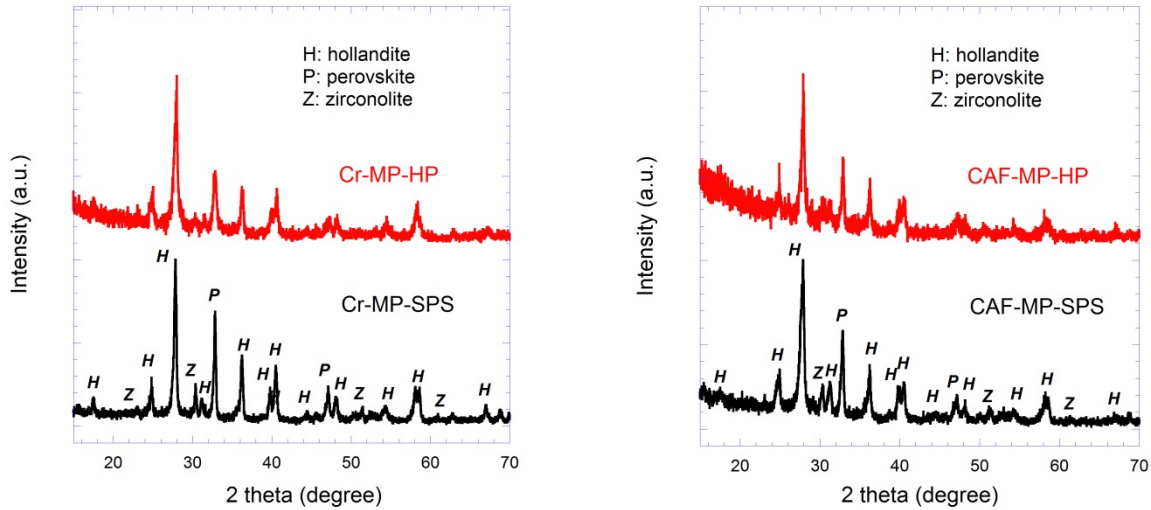 H: hollandite
P: perovskite
Z: zirconolite
Cr-MP-HP
Intensity (a.u.)
H
P
Cr-MP-SPS
H
H
Z
H
Z
H
H
H
H
P
H
Z
H
H
Z
H
20 30 40 50 60 70
2 theta (degree)
H: hollandite
P: perovskite
Z: zirconolite
CAF-MP-HP
Intensity (a.u.)
H
CAF-MP-SPS
P
H
H
Z
H
H
H
H
H
P
H
Z
H
H
Z
H
20 30 40 50 60 70
2 theta (degree)